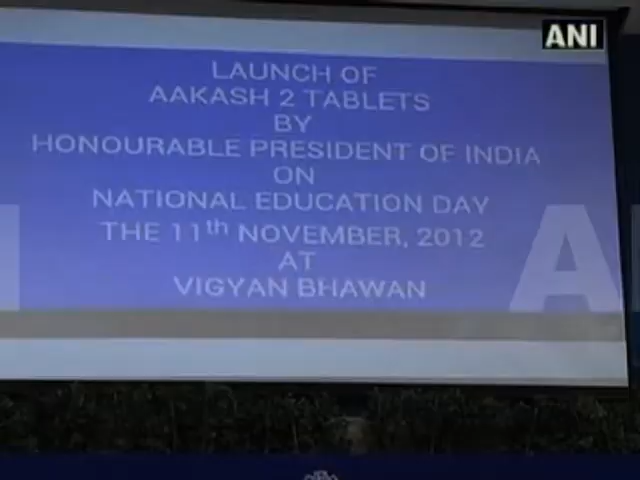 ANI
LAUNCH OF
AAKASH 2 TABLETS
BY
HONOURABLE PRESIDENT OF INDIA
ON
NATIONAL EDUCATION DAY
THE 11th NOVEMBER, 2012
AT
VIGYAN BHAWAN